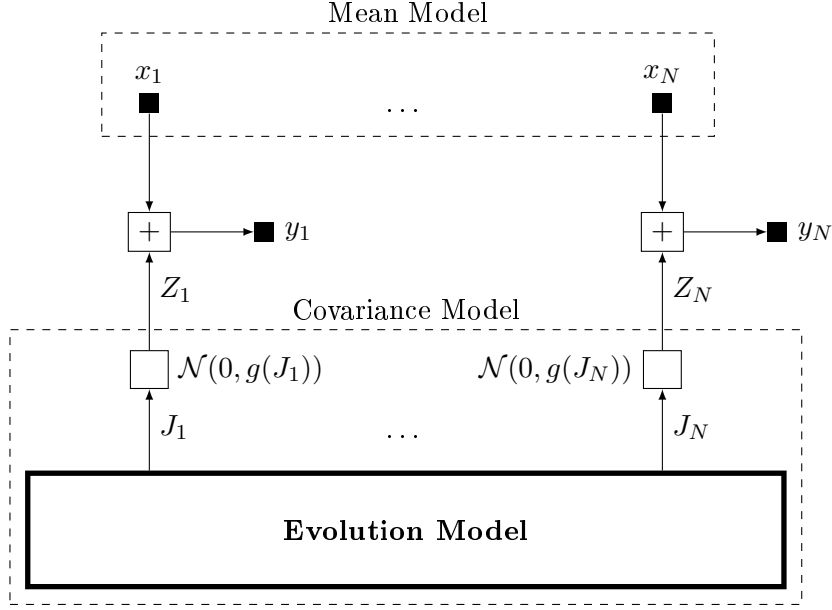 Mean Model
x_1 x_N
...
+ y_1 + y_N
Z_1 Z_N
Covariance Model
𝒩(0, g(J_1)) 𝒩(0, g(J_N))
J_1 ... J_N
Evolution Model